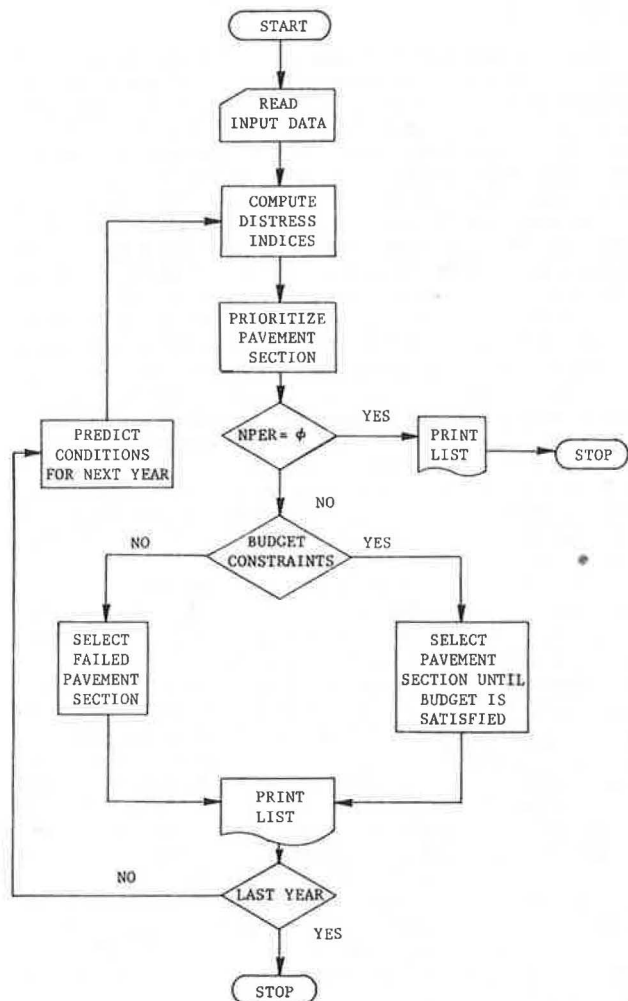 START
READ
INPUT DATA
COMPUTE
DISTRESS
INDICES
PRIORITIZE
PAVEMENT
SECTION
PREDICT
CONDITIONS
FOR NEXT YEAR
NPER= φ
YES
PRINT
LIST
STOP
NO
BUDGET
CONSTRAINTS
NO
YES
SELECT
FAILED
PAVEMENT
SECTION
SELECT
PAVEMENT
SECTION UNTIL
BUDGET IS
SATISFIED
PRINT
LIST
NO
LAST YEAR
YES
STOP